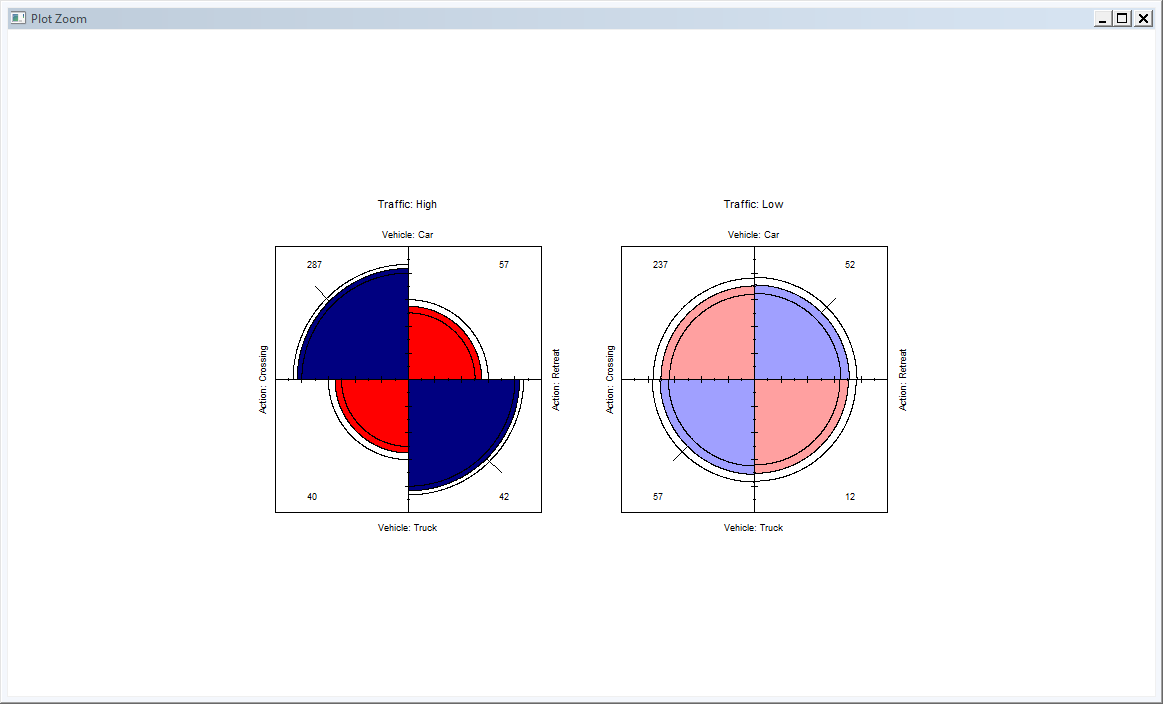 Plot Zoom
Traffic: High
Vehicle: Car
287
57
Action: Crossing
Action: Retreat
40
42
Vehicle: Truck
Traffic: Low
Vehicle: Car
237
52
Action: Crossing
Action: Retreat
57
12
Vehicle: Truck